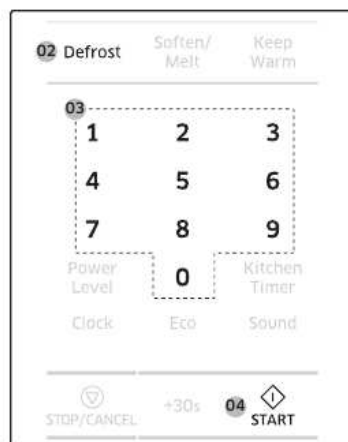 02 Defrost Soften/ Keep
Melt Warm
03
1 2 3
4 5 6
7 8 9
Power 0 Kitchen
Level Timer
Clock Eco Sound
STOP/CANCEL +30s 04 START